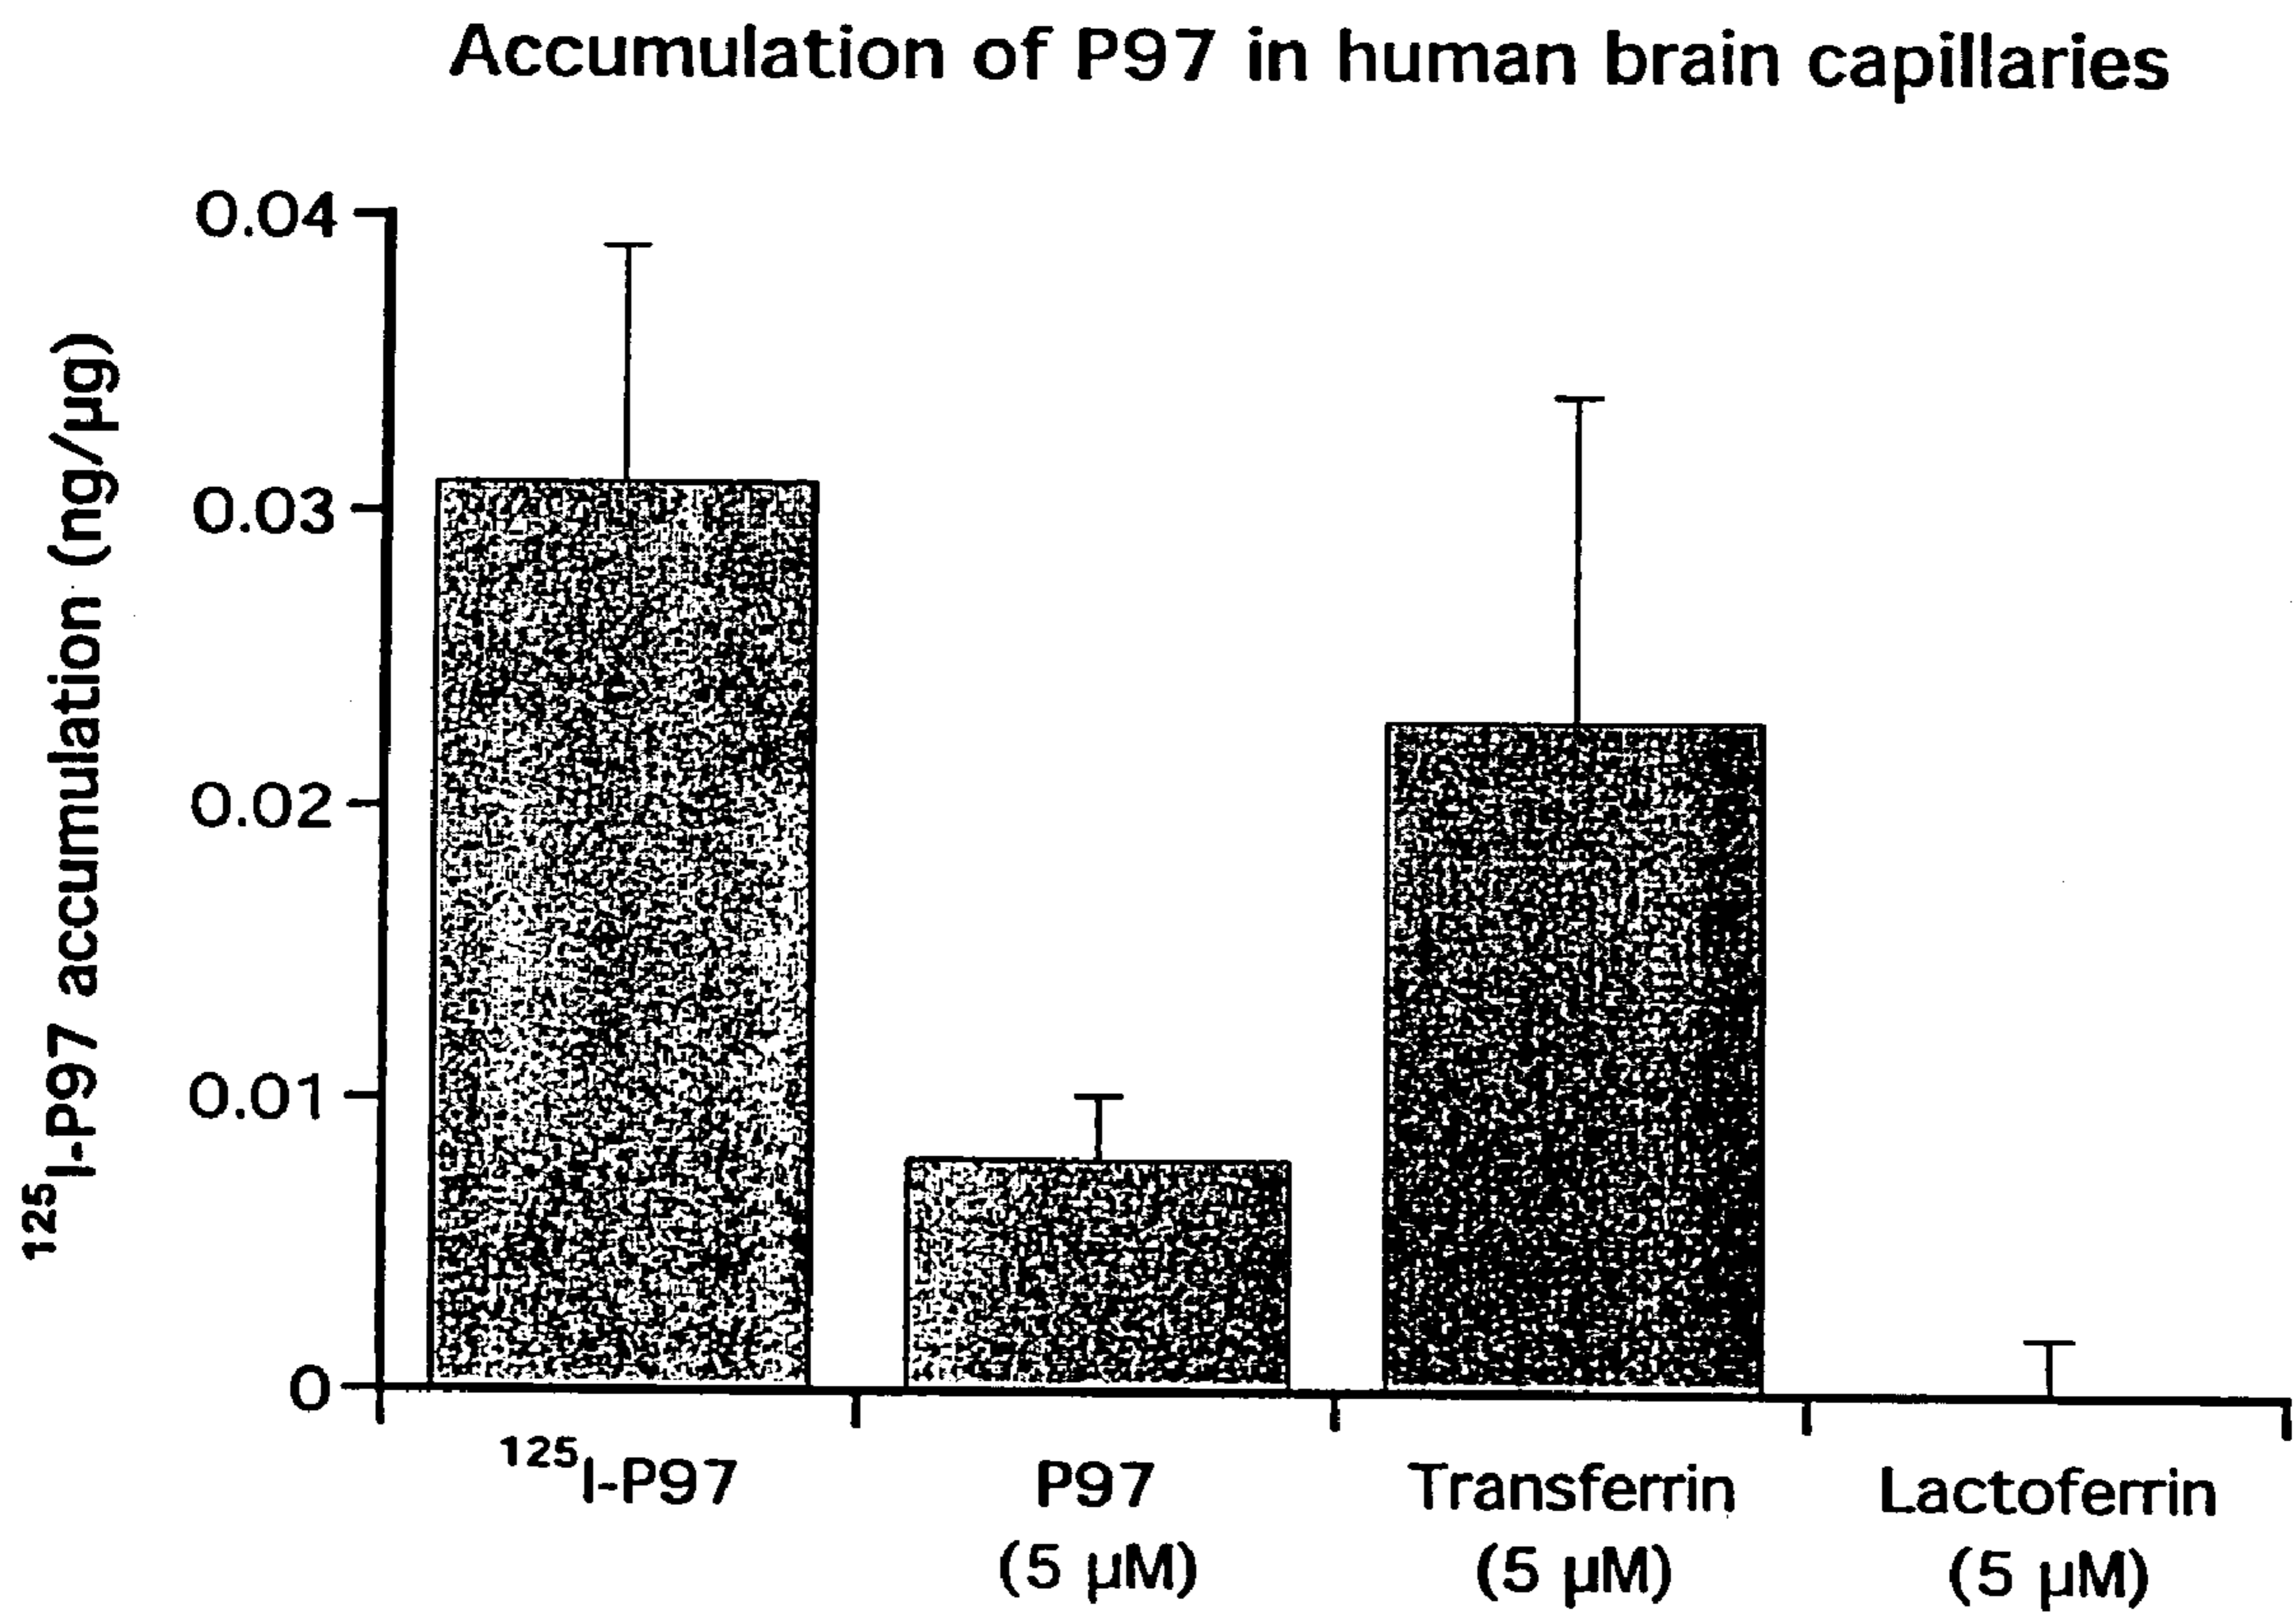 Accumulation of P97 in human brain capillaries
¹²⁵I-P97 accumulation (ng/µg)
0.04
0.03
0.02
0.01
0
¹²⁵I-P97
P97
(5 µM)
Transferrin
(5 µM)
Lactoferrin
(5 µM)